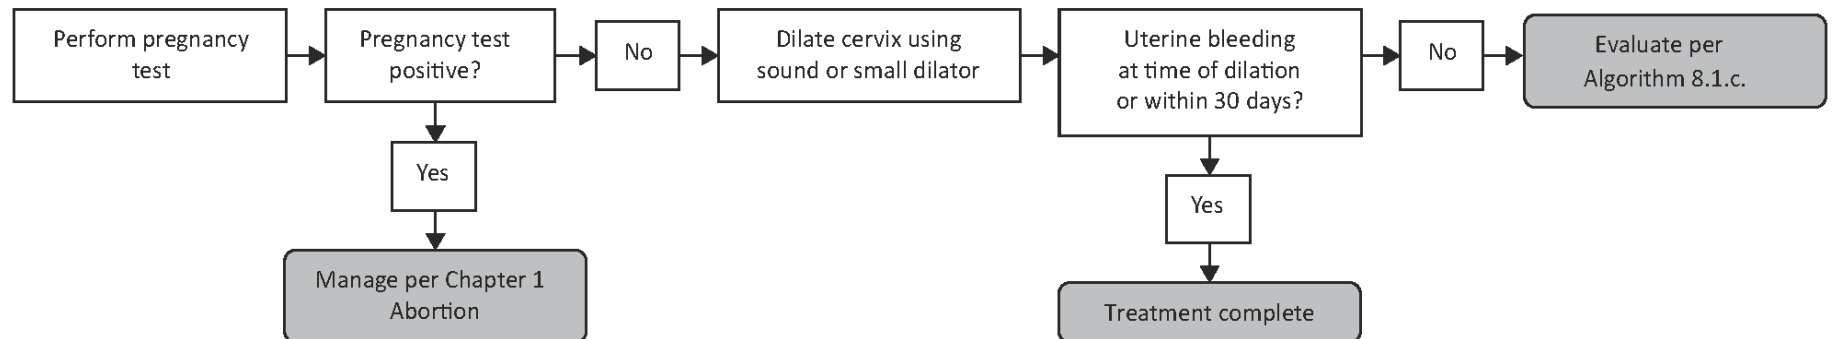 Perform pregnancy
test
Pregnancy test
positive?
No
Dilate cervix using
sound or small dilator
Uterine bleeding
at time of dilation
or within 30 days?
No
Evaluate per
Algorithm 8.1.c.
Yes
Manage per Chapter 1
Abortion
Yes
Treatment complete